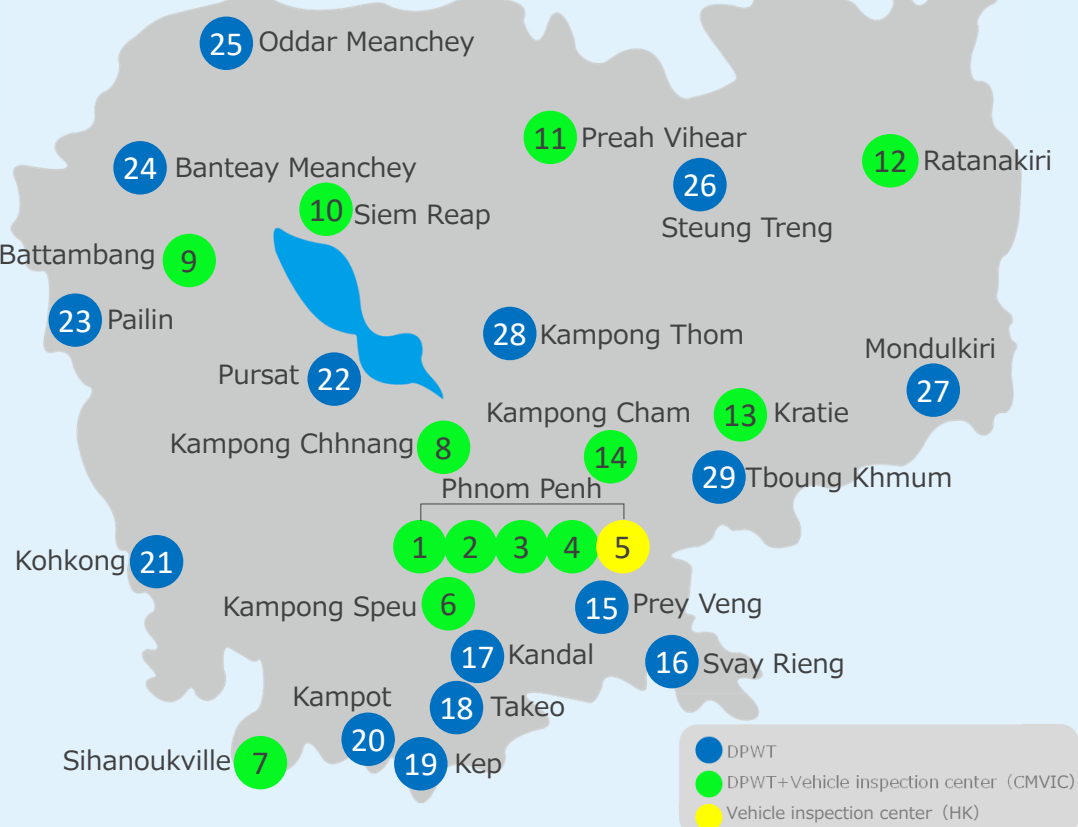 25 Oddar Meanchey
11 Preah Vihear
12 Ratanakiri
24 Banteay Meanchey
26
Steung Treng
10 Siem Reap
Battambang 9
23 Pailin
28 Kampong Thom
Mondulkiri
27
Pursat 22
Kampong Cham
13 Kratie
Kampong Chhnang 8
14
29 Tboung Khmum
Phnom Penh
1 2 3 4 5
Kohkong 21
Kampong Speu 6
15 Prey Veng
17 Kandal
16 Svay Rieng
Kampot
18 Takeo
20
Sihanoukville 7
19 Kep
DPWT
DPWT+Vehicle inspection center（CMVIC）
Vehicle inspection center（HK）